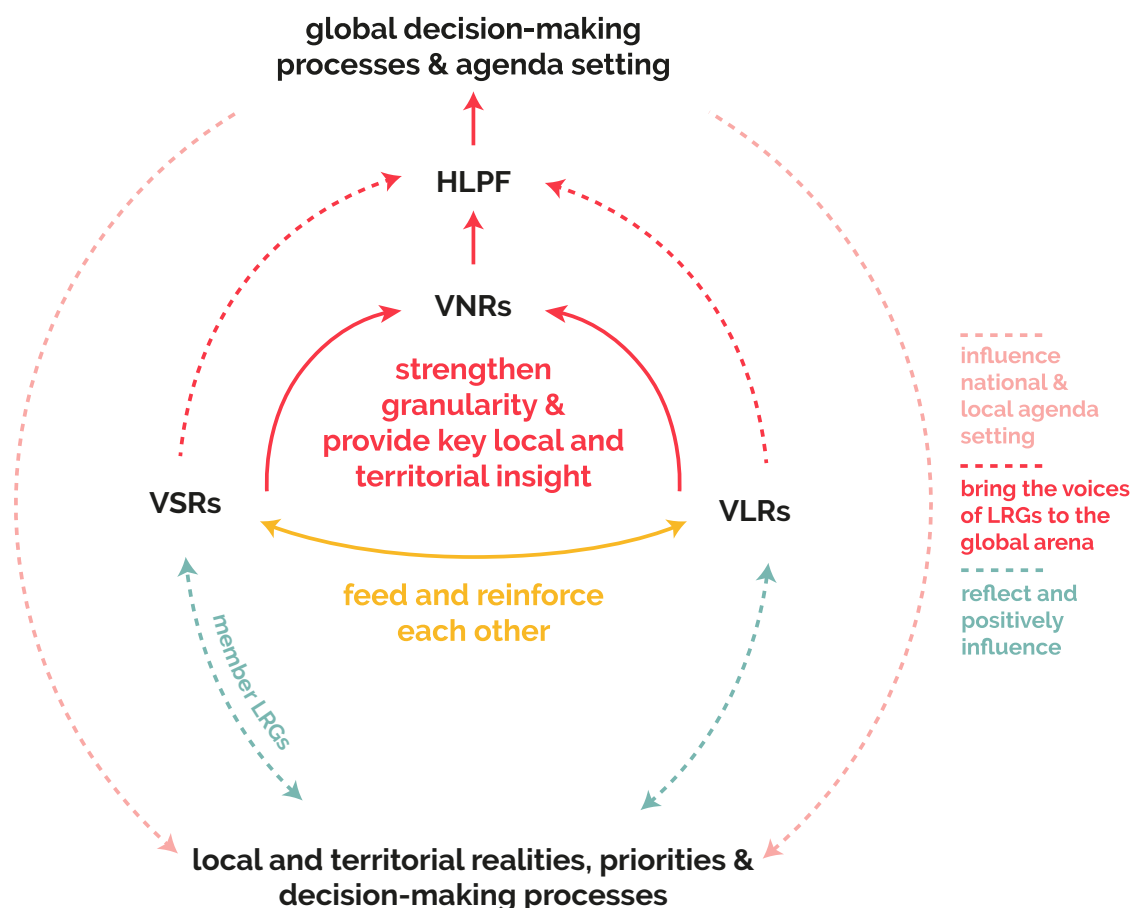 global decision-making
processes & agenda setting
HLPF
VNRs
strengthen
granularity &
provide key local and
territorial insight
VSRs
VLRs
feed and reinforce
each other
member LRGs
local and territorial realities, priorities &
decision-making processes
influence
national &
local agenda
setting
bring the voices
of LRGs to the
global arena
reflect and
positively
influence